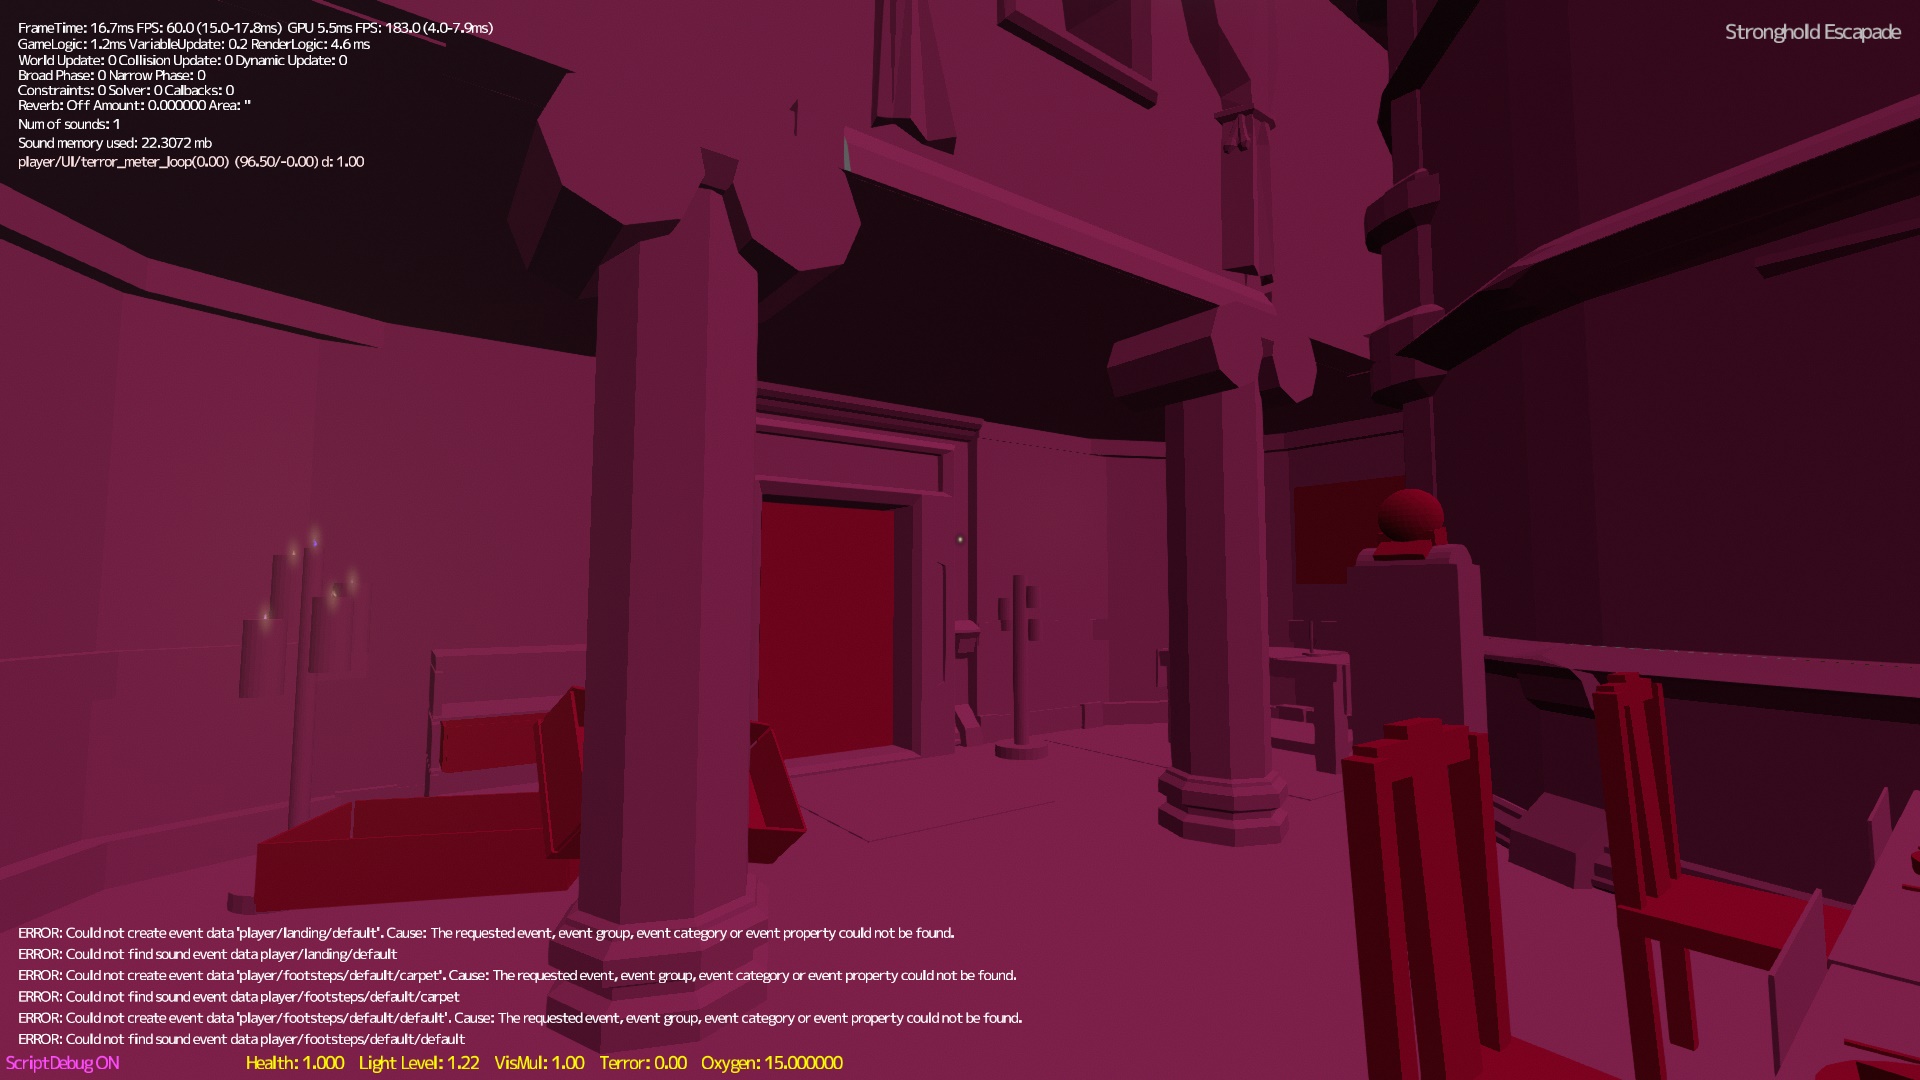 FrameTime: 16.7ms FPS: 60.0 (15.0-17.8ms) GPU 5.5ms FPS: 183.0 (4.0-7.9ms)
Stronghold Escapade
GameLogic: 1.2ms VariableUpdate: 0.2 RenderLogic: 4.6 ms
World Update: 0 Collision Update: 0 Dynamic Update: 0
Broad Phase: 0 Narrow Phase: 0
Constraints: 0 Solver: 0 Calbacks: 0
Reverb: Off Amount: 0.000000 Area: ''
Num of sounds: 1
Sound memory used: 22.3072 mb
player/UI/terror_meter_loop(0.00) (96.50/-0.00) d: 1.00
ERROR: Could not create event data 'player/landing/default'. Cause: The requested event, event group, event category or event property could not be found.
ERROR: Could not find sound event data player/landing/default
ERROR: Could not create event data 'player/footsteps/default/carpet'. Cause: The requested event, event group, event category or event property could not be found.
ERROR: Could not find sound event data player/footsteps/default/carpet
ERROR: Could not create event data 'player/footsteps/default/default'. Cause: The requested event, event group, event category or event property could not be found.
ERROR: Could not find sound event data player/footsteps/default/default
ScriptDebug ON Health: 1.000 Light Level: 1.22 VisMul: 1.00 Terror: 0.00 Oxygen: 15.000000